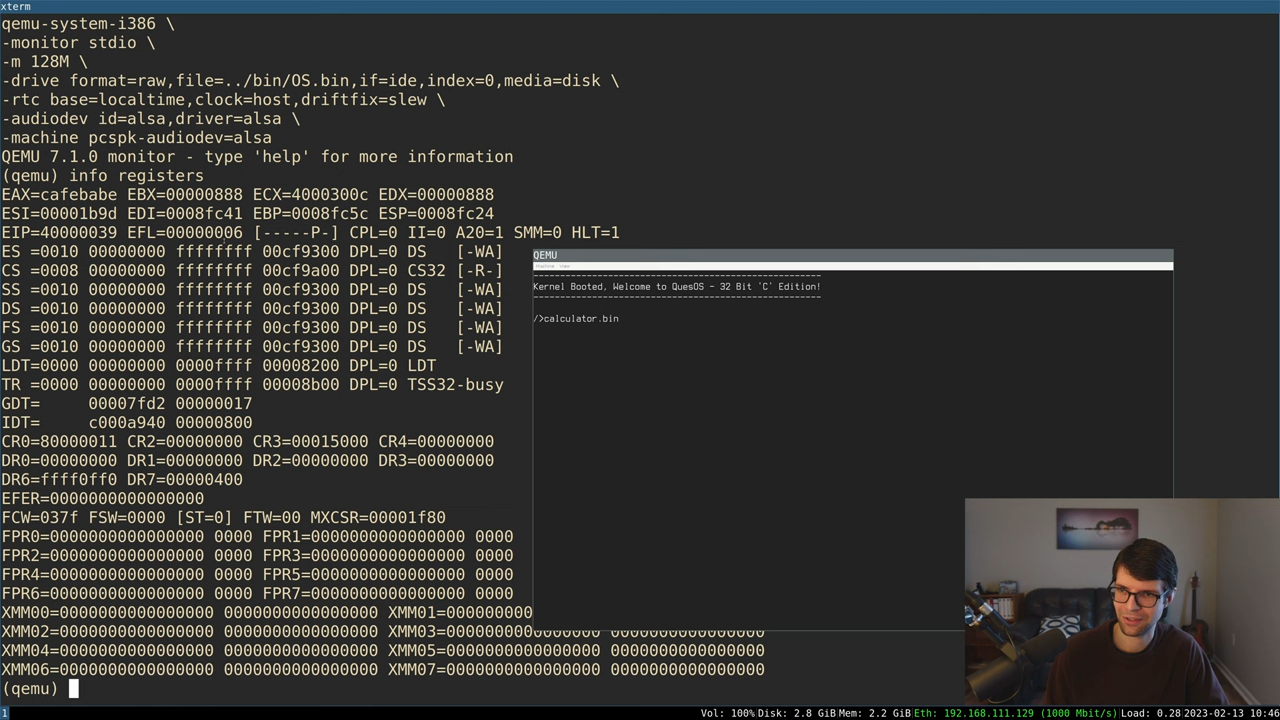 xterm
qemu-system-i386 \
-monitor stdio \
-m 128M \
-drive format=raw,file=../bin/OS.bin,if=ide,index=0,media=disk \
-rtc base=localtime,clock=host,driftfix=slew \
-audiodev id=alsa,driver=alsa \
-machine pcspk-audiodev=alsa
QEMU 7.1.0 monitor - type 'help' for more information
(qemu) info registers
EAX=cafebabe EBX=00000888 ECX=4000300c EDX=00000888
ESI=00001b9d EDI=0008fc41 EBP=0008fc5c ESP=0008fc24
EIP=40000039 EFL=00000006 [-----P-] CPL=0 II=0 A20=1 SMM=0 HLT=1
ES =0010 00000000 ffffffff 00cf9300 DPL=0 DS   [-WA]
CS =0008 00000000 ffffffff 00cf9a00 DPL=0 CS32 [-R-]
SS =0010 00000000 ffffffff 00cf9300 DPL=0 DS   [-WA]
DS =0010 00000000 ffffffff 00cf9300 DPL=0 DS   [-WA]
FS =0010 00000000 ffffffff 00cf9300 DPL=0 DS   [-WA]
GS =0010 00000000 ffffffff 00cf9300 DPL=0 DS   [-WA]
LDT=0000 00000000 0000ffff 00008200 DPL=0 LDT
TR =0000 00000000 0000ffff 00008b00 DPL=0 TSS32-busy
GDT=     00007fd2 00000017
IDT=     c000a940 00000800
CR0=80000011 CR2=00000000 CR3=00015000 CR4=00000000
DR0=00000000 DR1=00000000 DR2=00000000 DR3=00000000
DR6=ffff0ff0 DR7=00000400
EFER=0000000000000000
FCW=037f FSW=0000 [ST=0] FTW=00 MXCSR=00001f80
FPR0=0000000000000000 0000 FPR1=0000000000000000 0000
FPR2=0000000000000000 0000 FPR3=0000000000000000 0000
FPR4=0000000000000000 0000 FPR5=0000000000000000 0000
FPR6=0000000000000000 0000 FPR7=0000000000000000 0000
XMM00=0000000000000000 0000000000000000 XMM01=000000000
XMM02=0000000000000000 0000000000000000 XMM03=0000000000000000 0000000000000000
XMM04=0000000000000000 0000000000000000 XMM05=0000000000000000 0000000000000000
XMM06=0000000000000000 0000000000000000 XMM07=0000000000000000 0000000000000000
(qemu)
QEMU
Machine View
------------------------------------------------------
Kernel Booted, Welcome to QuesOS - 32 Bit 'C' Edition!
------------------------------------------------------
/>calculator.bin
1
Vol: 100% Disk: 2.8 GiB Mem: 2.2 GiB Eth: 192.168.111.129 (1000 Mbit/s) Load: 0.28 2023-02-13 10:46